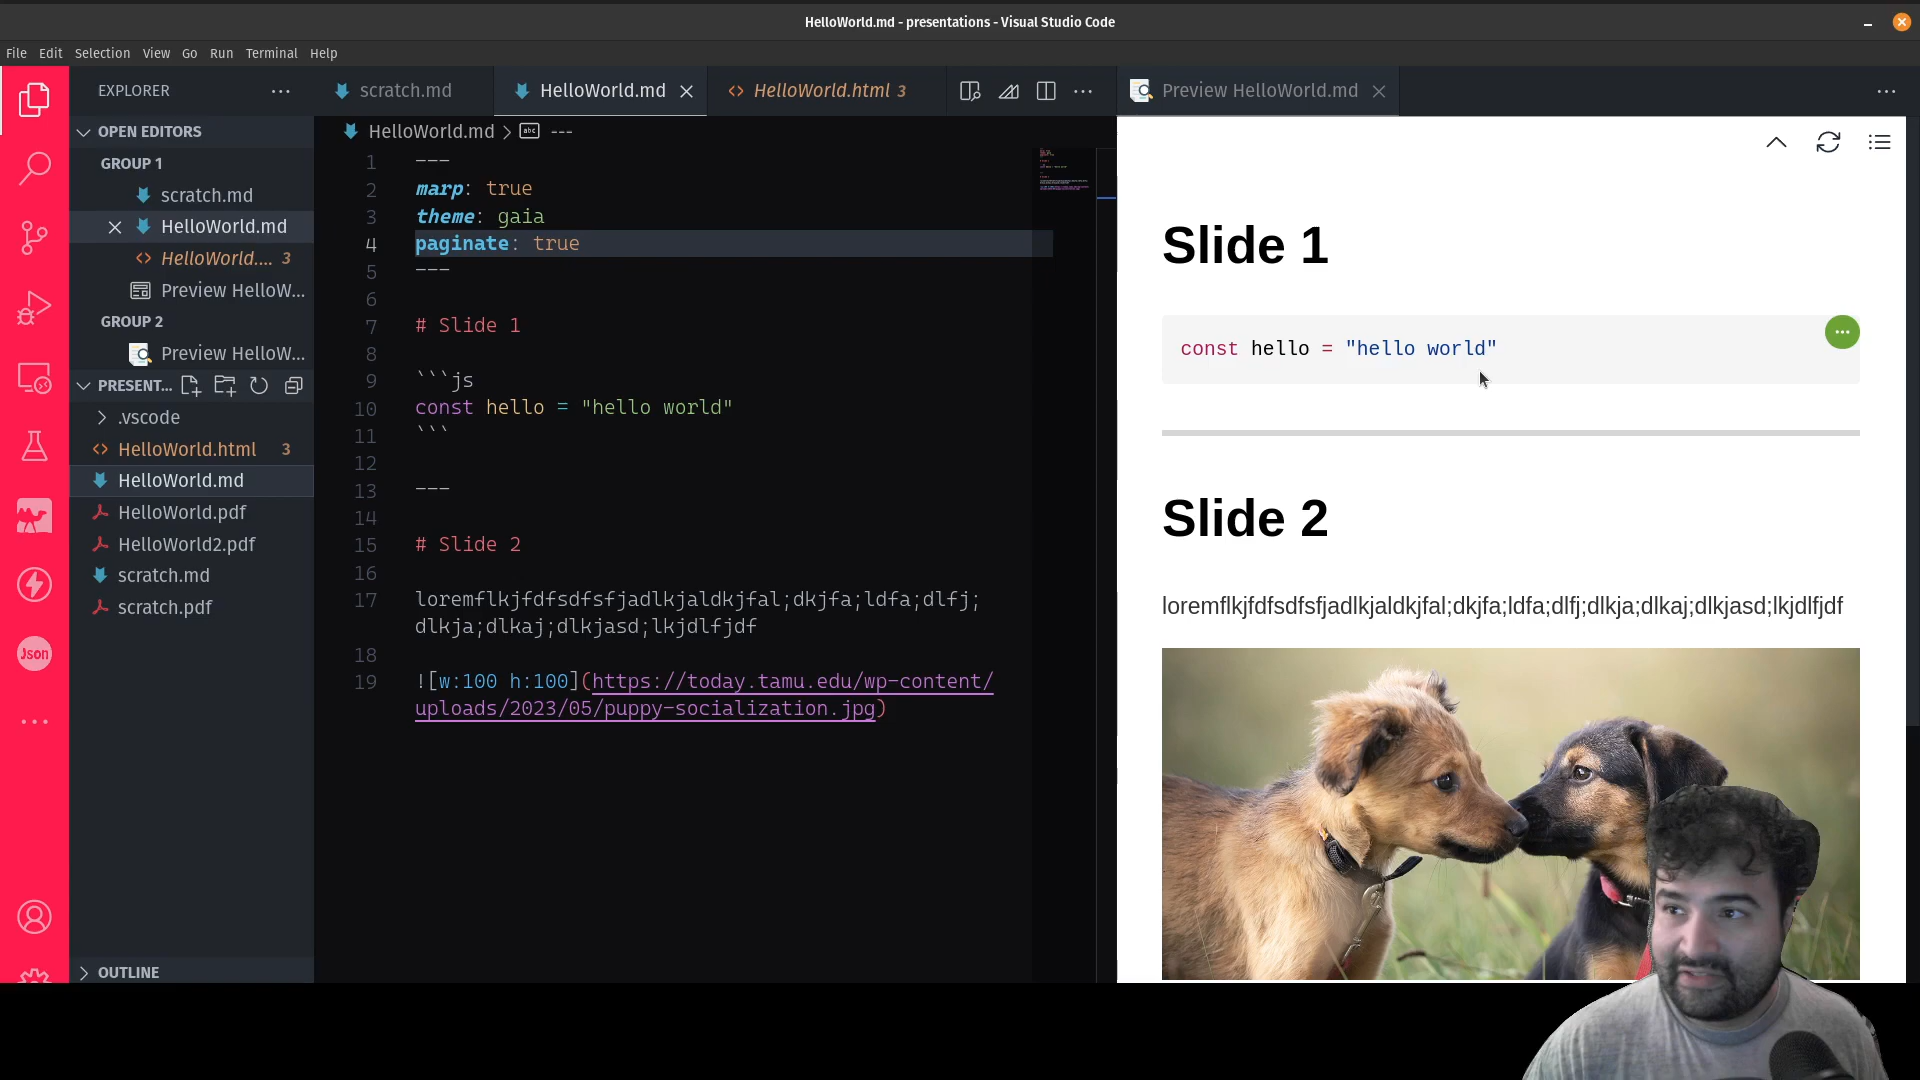 HelloWorld.md - presentations - Visual Studio Code
File Edit Selection View Go Run Terminal Help
EXPLORER
OPEN EDITORS
GROUP 1
scratch.md
HelloWorld.md
HelloWorld.... 3
Preview HelloW...
GROUP 2
Preview HelloW...
PRESENT...
.vscode
HelloWorld.html 3
HelloWorld.md
HelloWorld.pdf
HelloWorld2.pdf
scratch.md
scratch.pdf
Json
OUTLINE
scratch.md
HelloWorld.md
HelloWorld.html 3
HelloWorld.md > abc ---
1 ---
2 marp: true
3 theme: gaia
4 paginate: true
5 ---
6
7 # Slide 1
8
9 ```js
10 const hello = "hello world"
11 ```
12
13 ---
14
15 # Slide 2
16
17 loremflkjfdfsdfsfjadlkjaldkjfal;dkjfa;ldfa;dlfj;
dlkja;dlkaj;dlkjasd;lkjdlfjdf
18
19 ![w:100 h:100](https://today.tamu.edu/wp-content/
uploads/2023/05/puppy-socialization.jpg)
Preview HelloWorld.md
Slide 1
const hello = "hello world"
Slide 2
loremflkjfdfsdfsfjadlkjaldkjfal;dkjfa;ldfa;dlfj;dlkja;dlkaj;dlkjasd;lkjdlfjdf